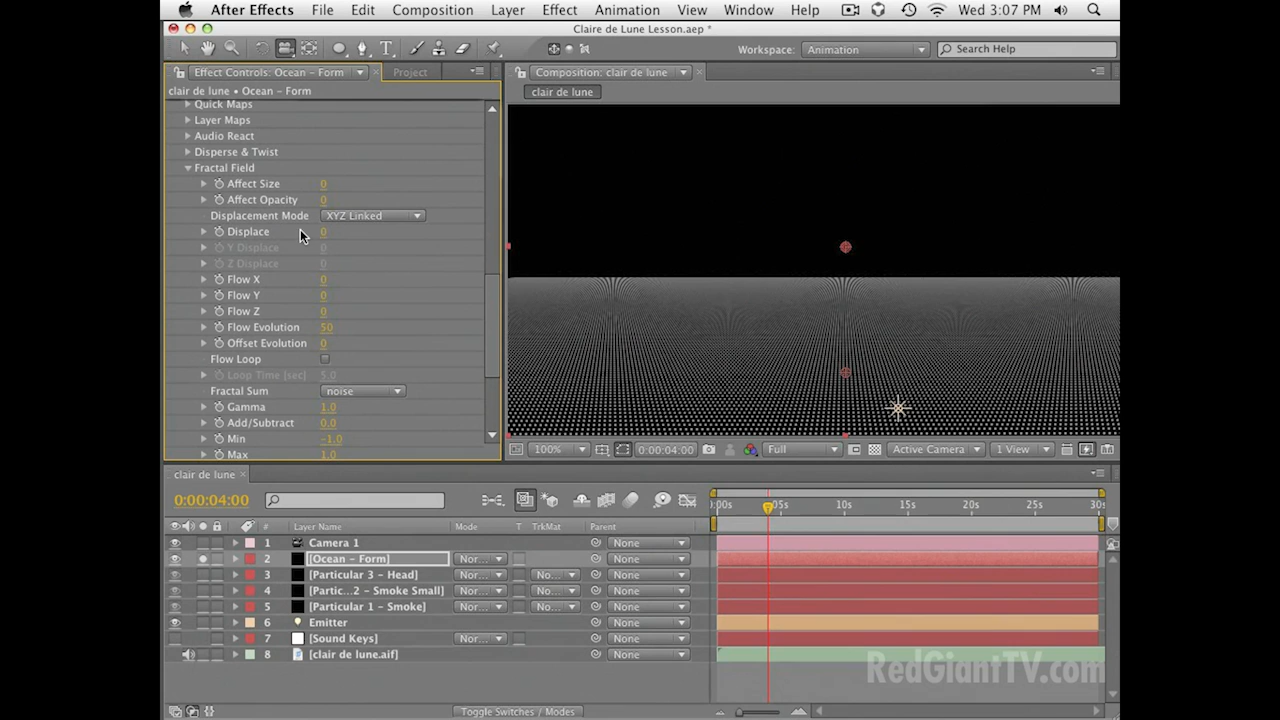 After Effects File Edit Composition Layer Effect Animation View Window Help Wed 3:07 PM
Claire de Lune Lesson.aep *
Workspace: Animation Search Help
Effect Controls: Ocean – Form Project Composition: clair de lune
clair de lune • Ocean – Form clair de lune
Quick Maps
Layer Maps
Audio React
Disperse & Twist
Fractal Field
Affect Size 0
Affect Opacity 0
Displacement Mode XYZ Linked
Displace 0
Y Displace 0
Z Displace 0
Flow X 0
Flow Y 0
Flow Z 0
Flow Evolution 50
Offset Evolution 0
Flow Loop
Loop Time [sec] 5.0
Fractal Sum noise
Gamma 1.0
Add/Subtract 0.0
Min -1.0
Max 1.0
100% 0:00:04:00 Full Active Camera 1 View
clair de lune
0:00:04:00
:00s 05s 10s 15s 20s 25s 30s
# Layer Name Mode T TrkMat Parent
1 Camera 1 None
2 [Ocean – Form] Nor... None
3 [Particular 3 – Head] Nor... No... None
4 [Partic...2 – Smoke Small] Nor... No... None
5 [Particular 1 – Smoke] Nor... No... None
6 Emitter None
7 [Sound Keys] Nor... None
8 [clair de lune.aif] None
RedGiantTV.com
Toggle Switches / Modes